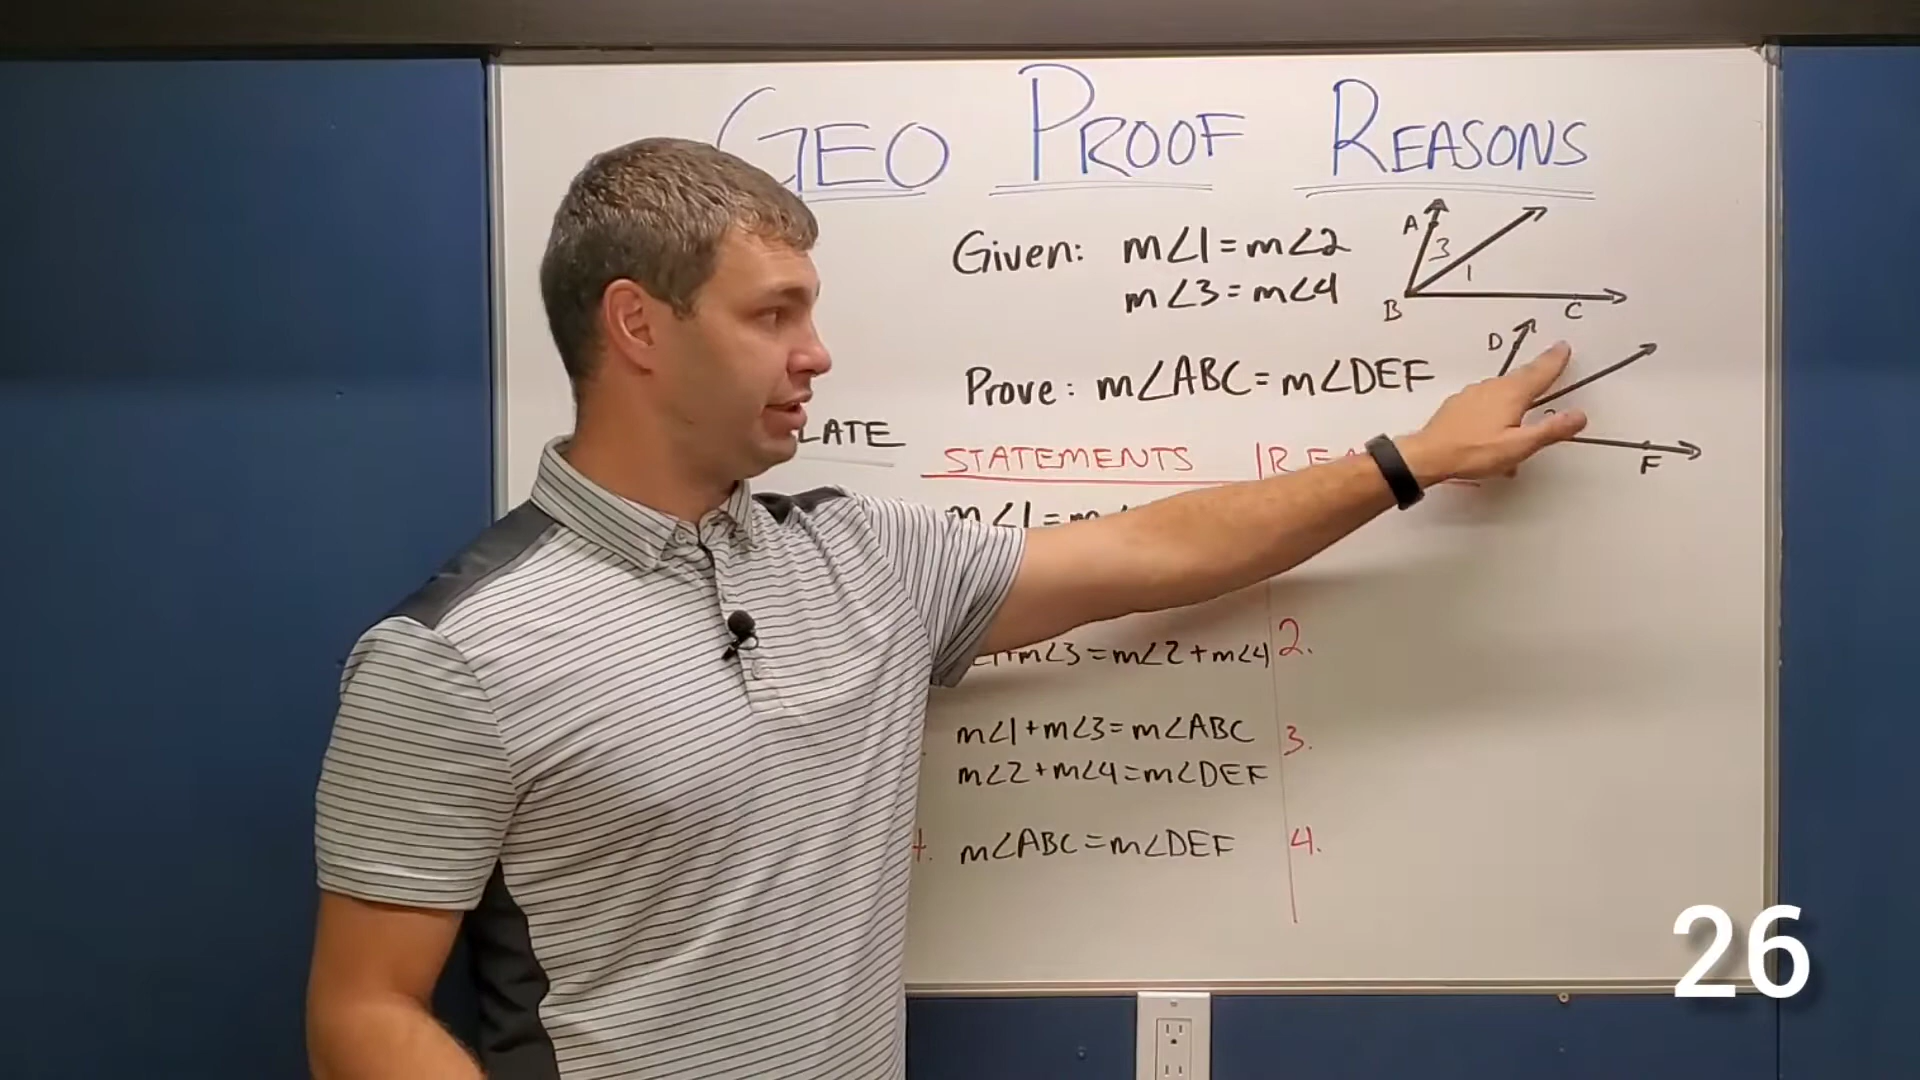 GEO PROOF REASONS
Given: m∠1 = m∠2
m∠3 = m∠4
A
3
1
B
C
Prove: m∠ABC = m∠DEF
D
F
STATEMENTS
m∠1 =
m∠3 = m∠2 + m∠4
2.
m∠1 + m∠3 = m∠ABC
3.
m∠2 + m∠4 = m∠DEF
m∠ABC = m∠DEF
4.
26